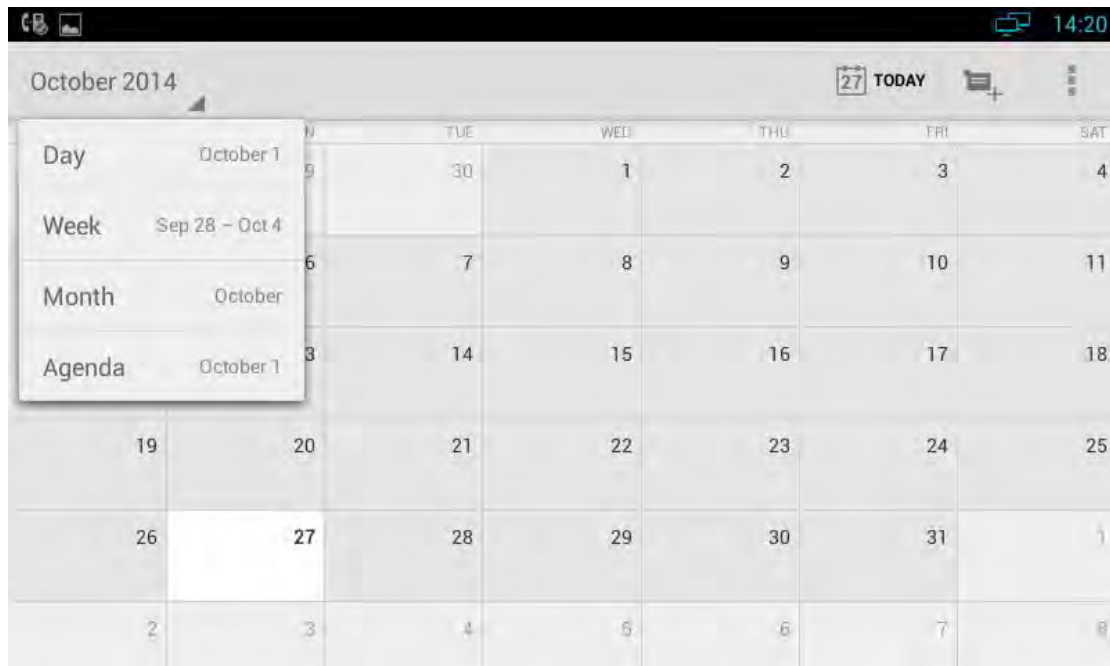 14:20
October 2014
27 TODAY
N TUE WED THU FRI SAT
Day October 1
9 30 1 2 3 4
Week Sep 28 – Oct 4
6 7 8 9 10 11
Month October
3 14 15 16 17 18
Agenda October 1
19 20 21 22 23 24 25
26 27 28 29 30 31 1
2 3 4 5 6 7 8